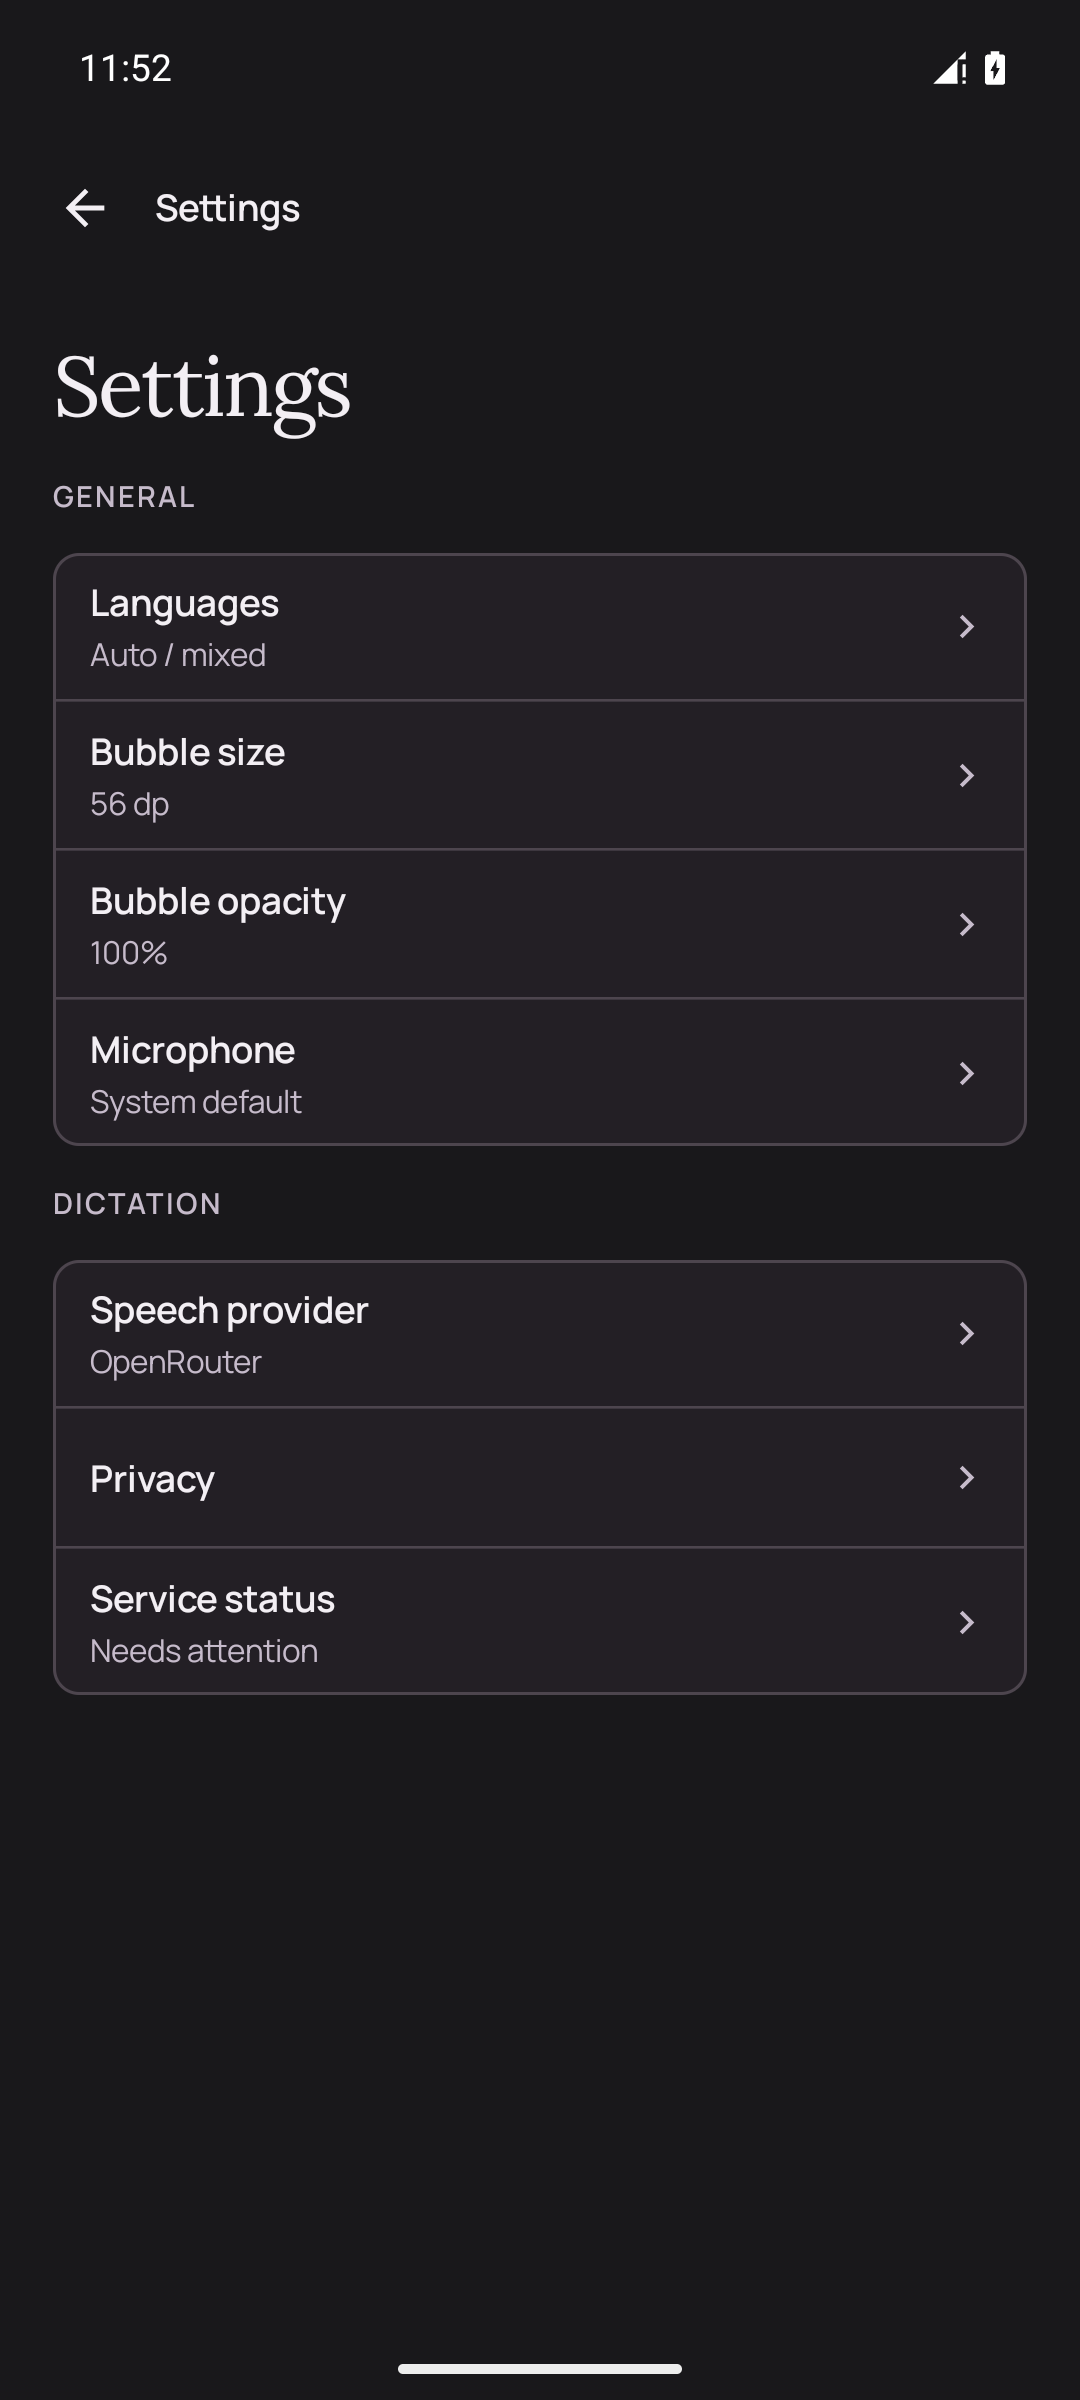 11:52
Settings
Settings
GENERAL
Languages
Auto / mixed
Bubble size
56 dp
Bubble opacity
100%
Microphone
System default
DICTATION
Speech provider
OpenRouter
Privacy
Service status
Needs attention